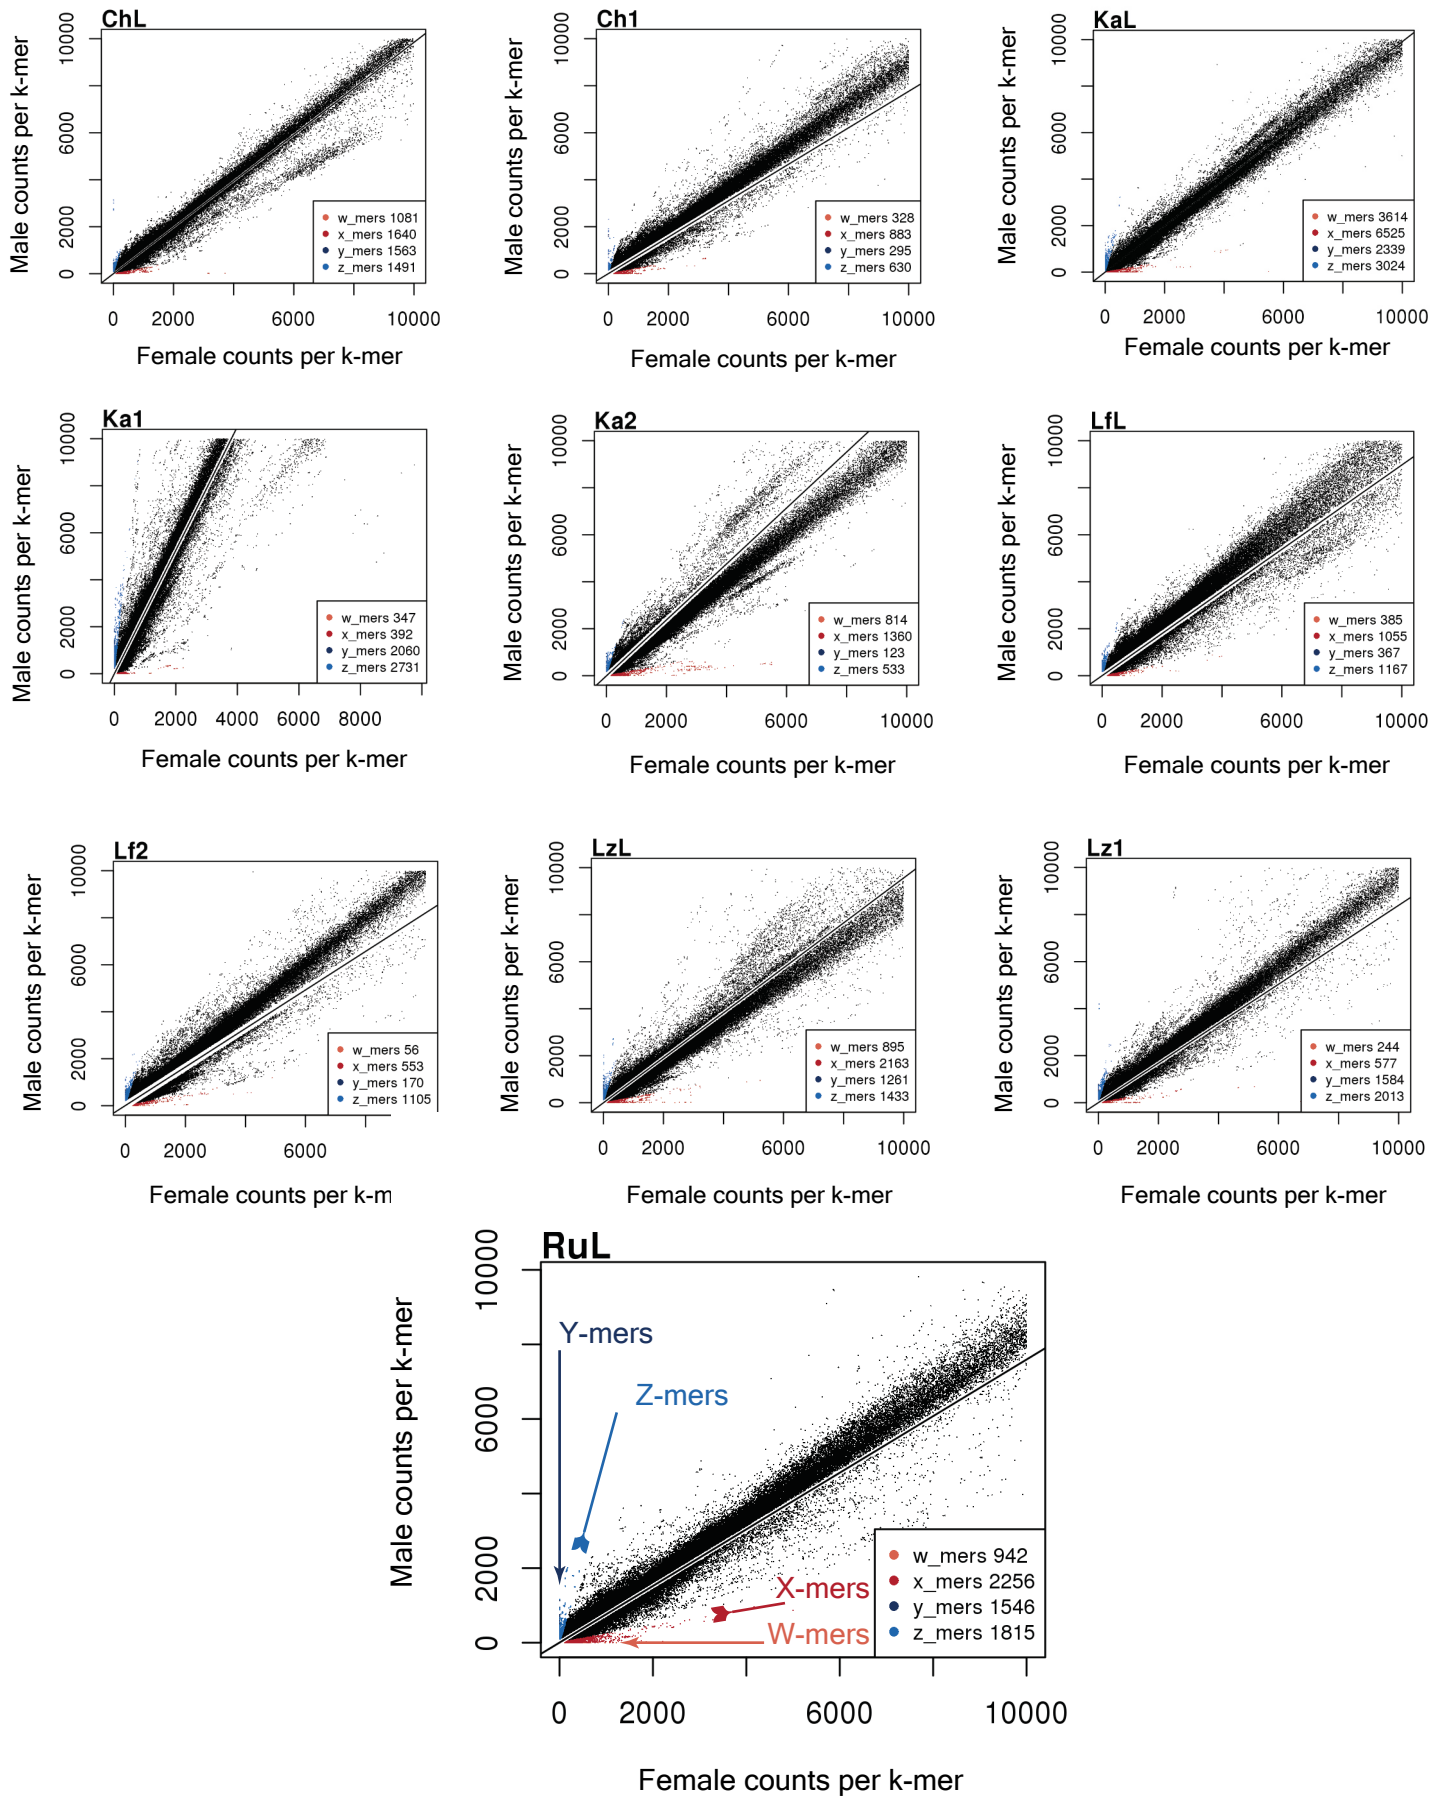 ChL
Male counts per k-mer
10000
6000
2000
0
w_mers 1081
x_mers 1640
y_mers 1563
z_mers 1491
0 2000 6000 10000
Female counts per k-mer
Ch1
Male counts per k-mer
10000
6000
2000
0
w_mers 328
x_mers 883
y_mers 295
z_mers 630
0 2000 6000 10000
Female counts per k-mer
KaL
Male counts per k-mer
10000
6000
2000
0
w_mers 3614
x_mers 6525
y_mers 2339
z_mers 3024
0 2000 6000 10000
Female counts per k-mer
Ka1
Male counts per k-mer
10000
6000
2000
0
w_mers 347
x_mers 392
y_mers 2060
z_mers 2731
0 2000 4000 6000 8000
Female counts per k-mer
Ka2
Male counts per k-mer
10000
6000
2000
0
w_mers 814
x_mers 1360
y_mers 123
z_mers 533
0 2000 6000 10000
Female counts per k-mer
LfL
Male counts per k-mer
10000
6000
2000
0
w_mers 385
x_mers 1055
y_mers 367
z_mers 1167
0 2000 6000 10000
Female counts per k-mer
Lf2
Male counts per k-mer
10000
6000
2000
0
w_mers 56
x_mers 553
y_mers 170
z_mers 1105
0 2000 6000
Female counts per k-m
LzL
Male counts per k-mer
10000
6000
2000
0
w_mers 895
x_mers 2163
y_mers 1261
z_mers 1433
0 2000 6000 10000
Female counts per k-mer
Lz1
Male counts per k-mer
10000
6000
2000
0
w_mers 244
x_mers 577
y_mers 1584
z_mers 2013
0 2000 6000 10000
Female counts per k-mer
RuL
Male counts per k-mer
10000
6000
2000
0
Y-mers
Z-mers
X-mers
W-mers
w_mers 942
x_mers 2256
y_mers 1546
z_mers 1815
0 2000 6000 10000
Female counts per k-mer